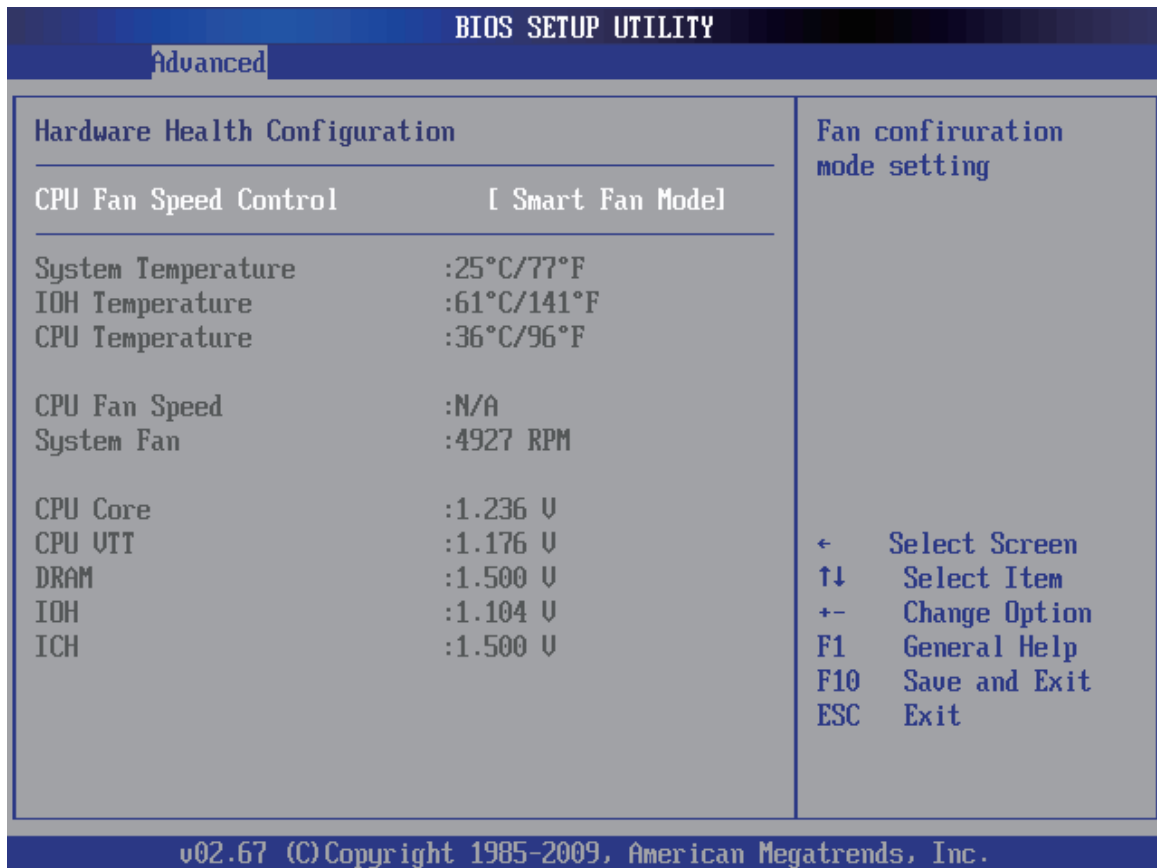 BIOS SETUP UTILITY
Advanced
Hardware Health Configuration
CPU Fan Speed Control [ Smart Fan Mode]
System Temperature :25°C/77°F
IOH Temperature :61°C/141°F
CPU Temperature :36°C/96°F
CPU Fan Speed :N/A
System Fan :4927 RPM
CPU Core :1.236 V
CPU VTT :1.176 V
DRAM :1.500 V
IOH :1.104 V
ICH :1.500 V
Fan confiruration
mode setting
← Select Screen
↑↓ Select Item
+- Change Option
F1 General Help
F10 Save and Exit
ESC Exit
v02.67 (C)Copyright 1985-2009, American Megatrends, Inc.